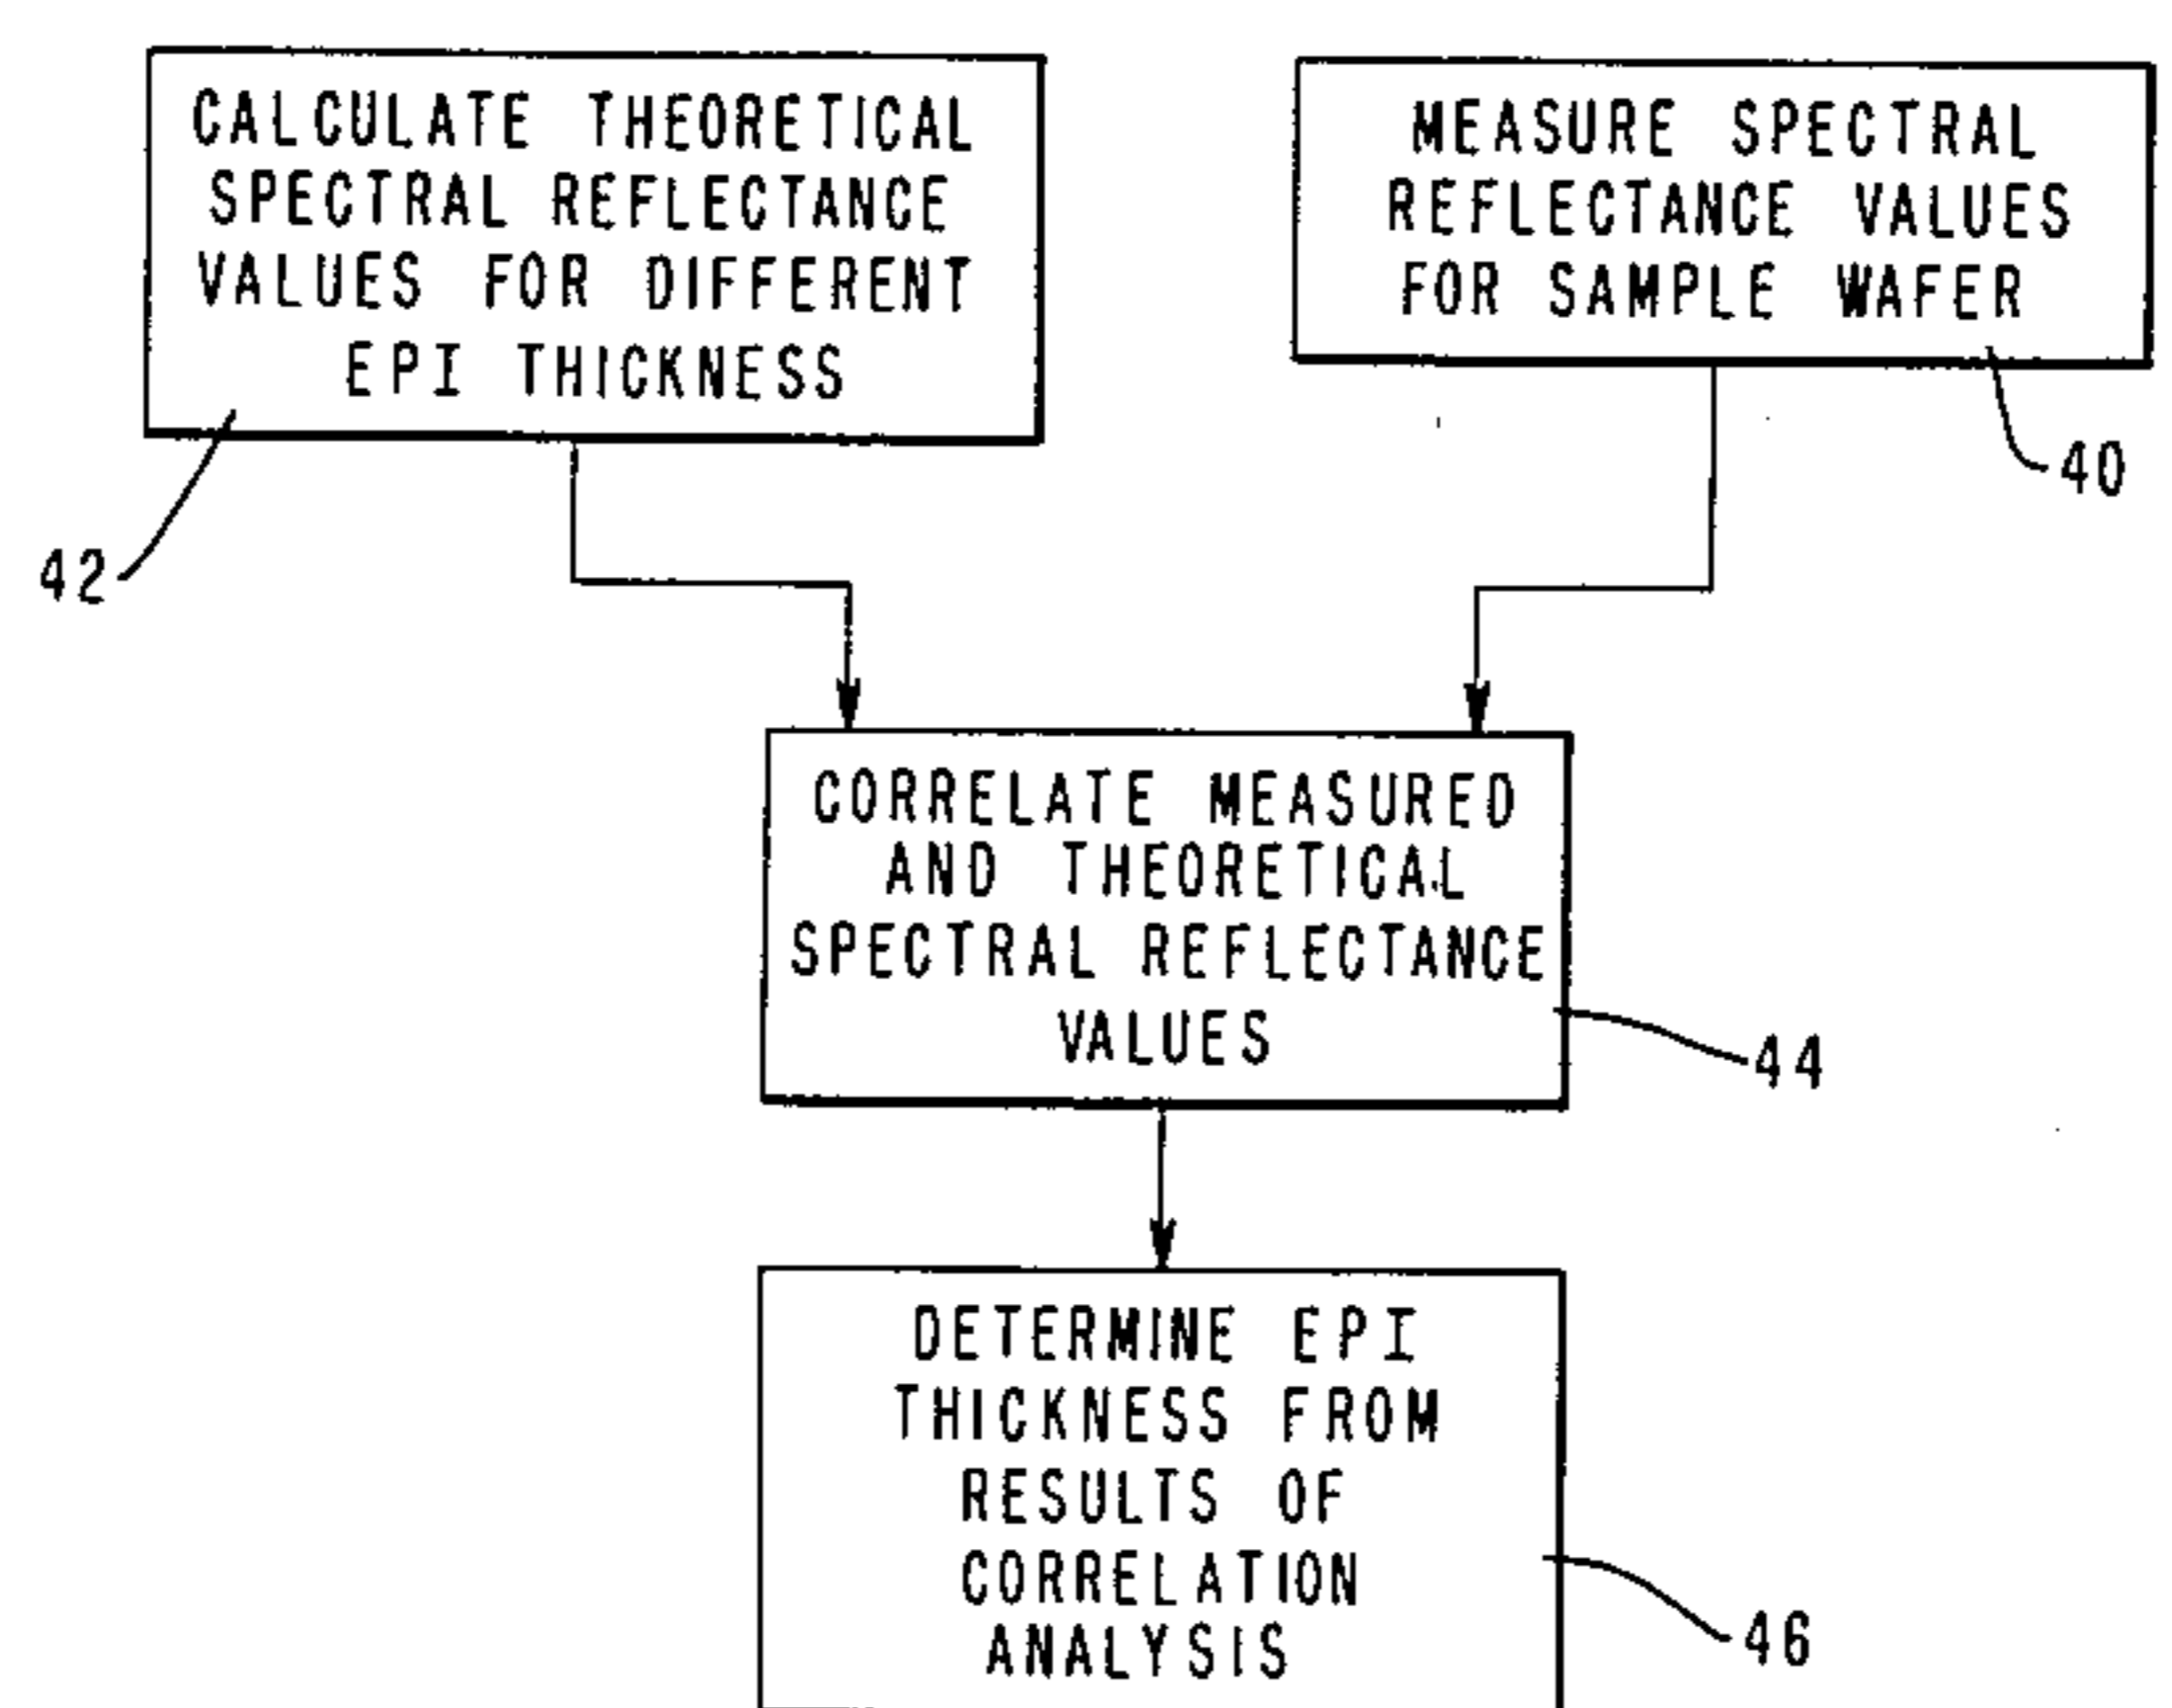 CALCULATE THEORETICAL
SPECTRAL REFLECTANCE
VALUES FOR DIFFERENT
EPI THICKNESS
42
MEASURE SPECTRAL
REFLECTANCE VALUES
FOR SAMPLE WAFER
40
CORRELATE MEASURED
AND THEORETICAL
SPECTRAL REFLECTANCE
VALUES
44
DETERMINE EPI
THICKNESS FROM
RESULTS OF
CORRELATION
ANALYSIS
46